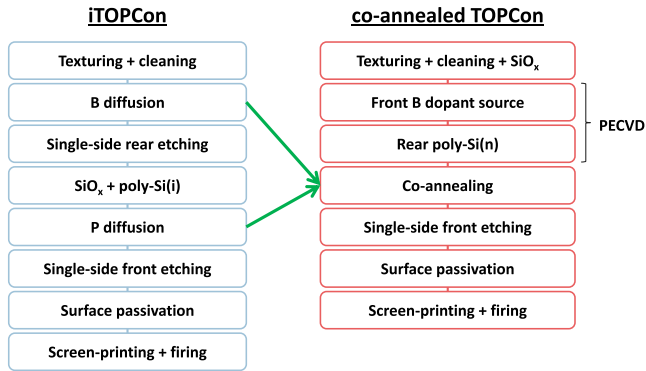 iTOPCon
Texturing + cleaning
B diffusion
Single-side rear etching
SiOₓ + poly-Si(i)
P diffusion
Single-side front etching
Surface passivation
Screen-printing + firing
co-annealed TOPCon
Texturing + cleaning + SiOₓ
Front B dopant source
Rear poly-Si(n)
Co-annealing
Single-side front etching
Surface passivation
Screen-printing + firing
PECVD